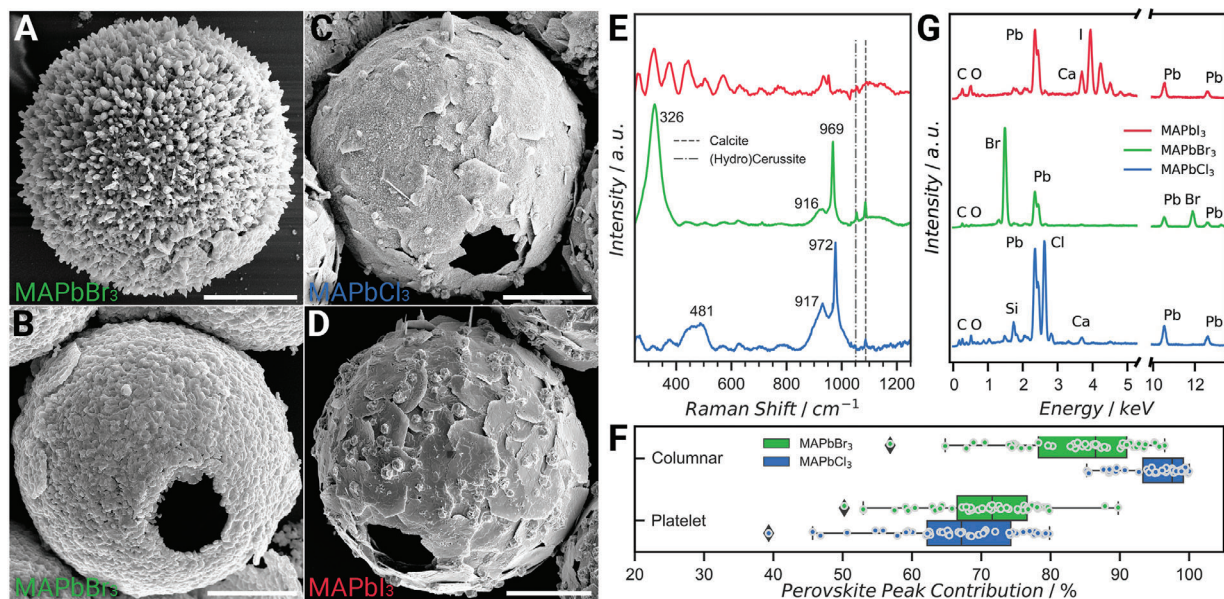 A
MAPbBr₃
B
MAPbBr₃
C
MAPbCl₃
D
MAPbI₃
E
326
969
916
972
917
481
Calcite
(Hydro)Cerussite
Intensity / a. u.
400 600 800 1000 1200
Raman Shift / cm⁻¹
G
C O Pb Ca I Pb Pb
MAPbI₃
MAPbBr₃
MAPbCl₃
C O Br Pb Pb Br Pb
C O Si Pb Cl Ca Pb Pb
Intensity / a. u.
0 1 2 3 4 5 10 12
Energy / keV
F
MAPbBr₃
MAPbCl₃
Columnar
Platelet
20 30 40 50 60 70 80 90 100
Perovskite Peak Contribution / %